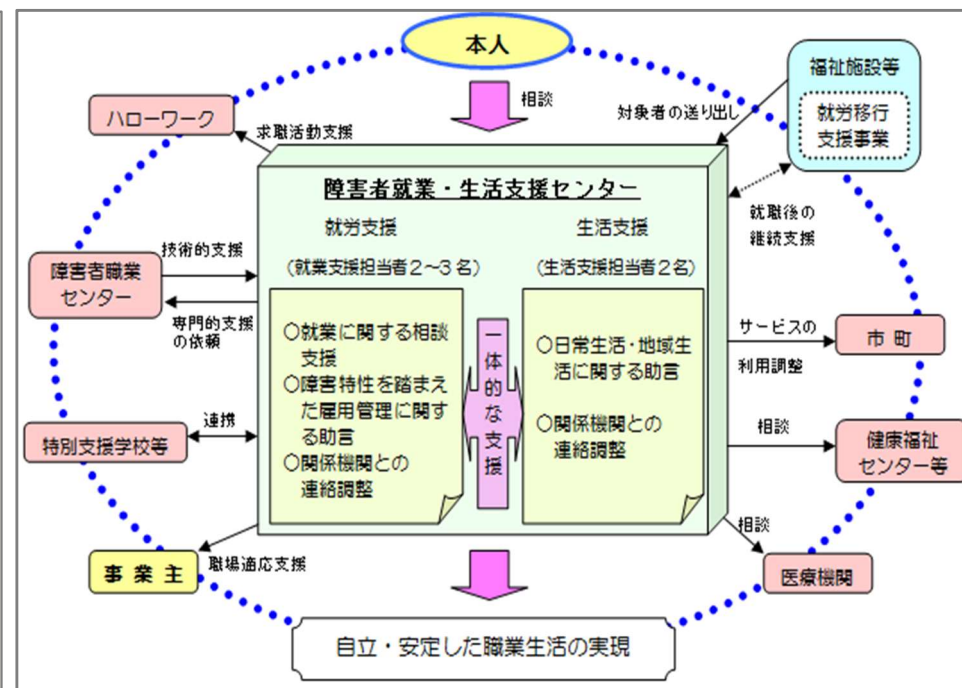 本人
相談
福祉施設等
就労移行
支援事業
対象者の送り出し
ハローワーク
求職活動支援
障害者就業・生活支援センター
就労支援
(就業支援担当者2〜3名)
生活支援
(生活支援担当者2名)
就職後の
継続支援
技術的支援
障害者職業
センター
専門的支援
の依頼
○就業に関する相談
支援
○障害特性を踏まえ
た雇用管理に関す
る助言
○関係機関との
連絡調整
一体的な支援
○日常生活・地域生
活に関する助言
○関係機関との
連絡調整
サービスの
利用調整
市町
連携
特別支援学校等
相談
健康福祉
センター等
相談
医療機関
職場適応支援
事業主
自立・安定した職業生活の実現